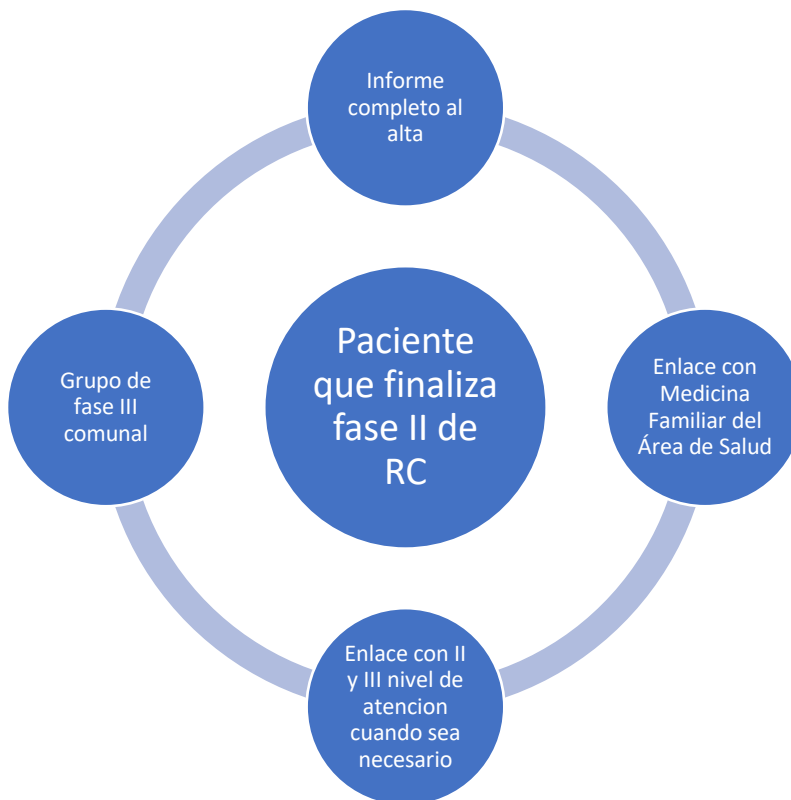 Informe
completo al
alta
Paciente
que finaliza
fase II de
RC
Grupo de
fase III
comunal
Enlace con
Medicina
Familiar del
Área de Salud
Enlace con II
y III nivel de
atencion
cuando sea
necesario